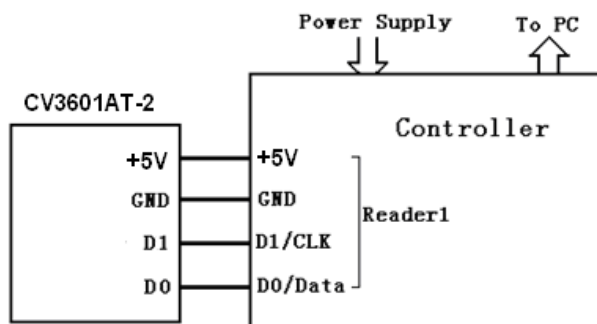 Power Supply
To PC
CV3601AT-2
Controller
+5V
+5V
GND
GND
Reader1
D1
D1/CLK
D0
D0/Data